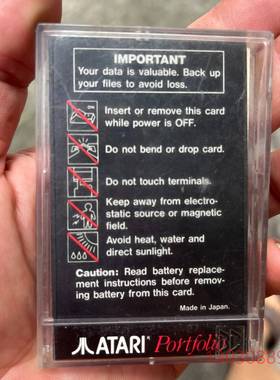 IMPORTANT
Your data is valuable. Back up
your files to avoid loss.
ON
Insert or remove this card
while power is OFF.
Do not bend or drop card.
Do not touch terminals.
Keep away from electro-
static source or magnetic
field.
Avoid heat, water and
direct sunlight.
Caution: Read battery replace-
ment instructions before remov-
ing battery from this card.
Made in Japan.
ATARI® Portfolio